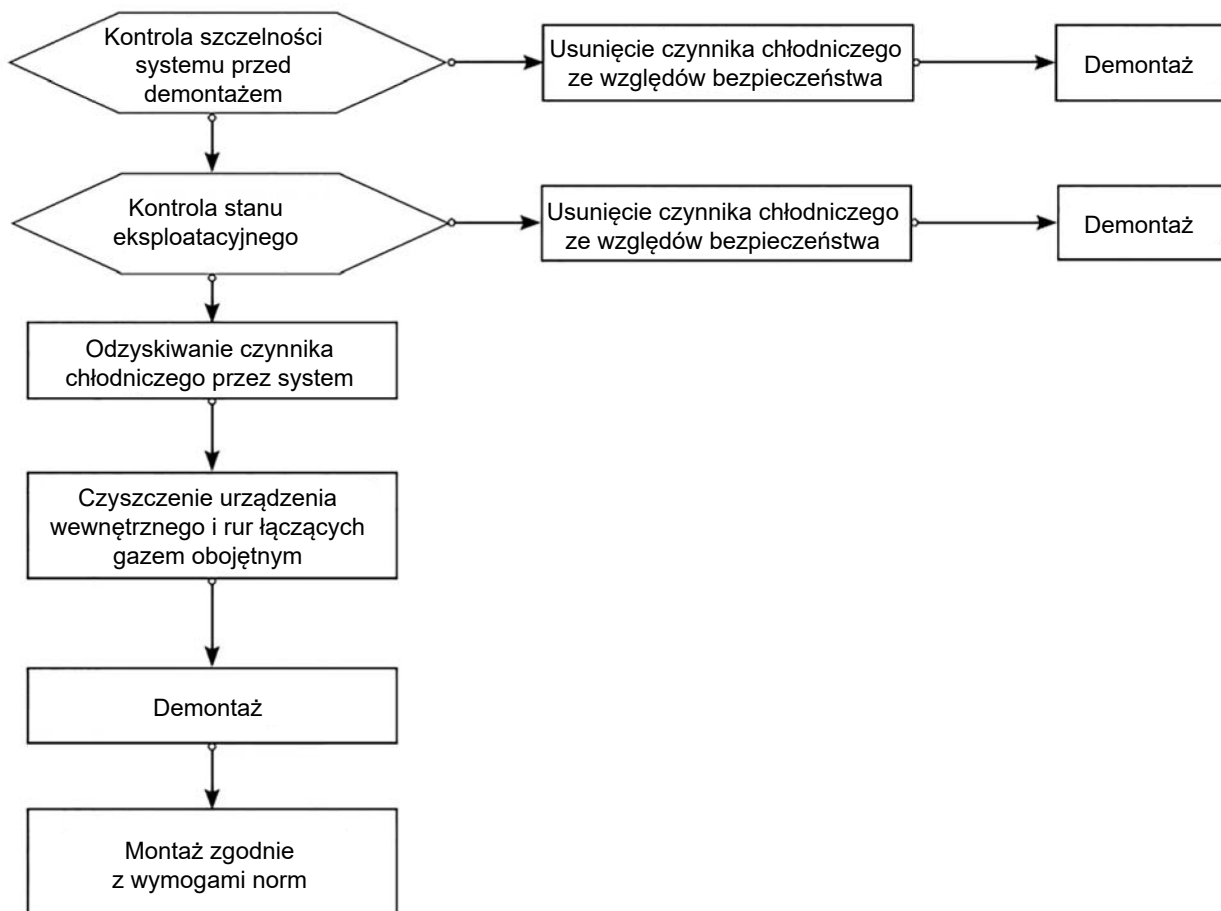 Kontrola szczelności
systemu przed
demontażem
Usunięcie czynnika chłodniczego
ze względów bezpieczeństwa
Demontaż
Kontrola stanu
eksploatacyjnego
Usunięcie czynnika chłodniczego
ze względów bezpieczeństwa
Demontaż
Odzyskiwanie czynnika
chłodniczego przez system
Czyszczenie urządzenia
wewnętrznego i rur łączących
gazem obojętnym
Demontaż
Montaż zgodnie
z wymogami norm